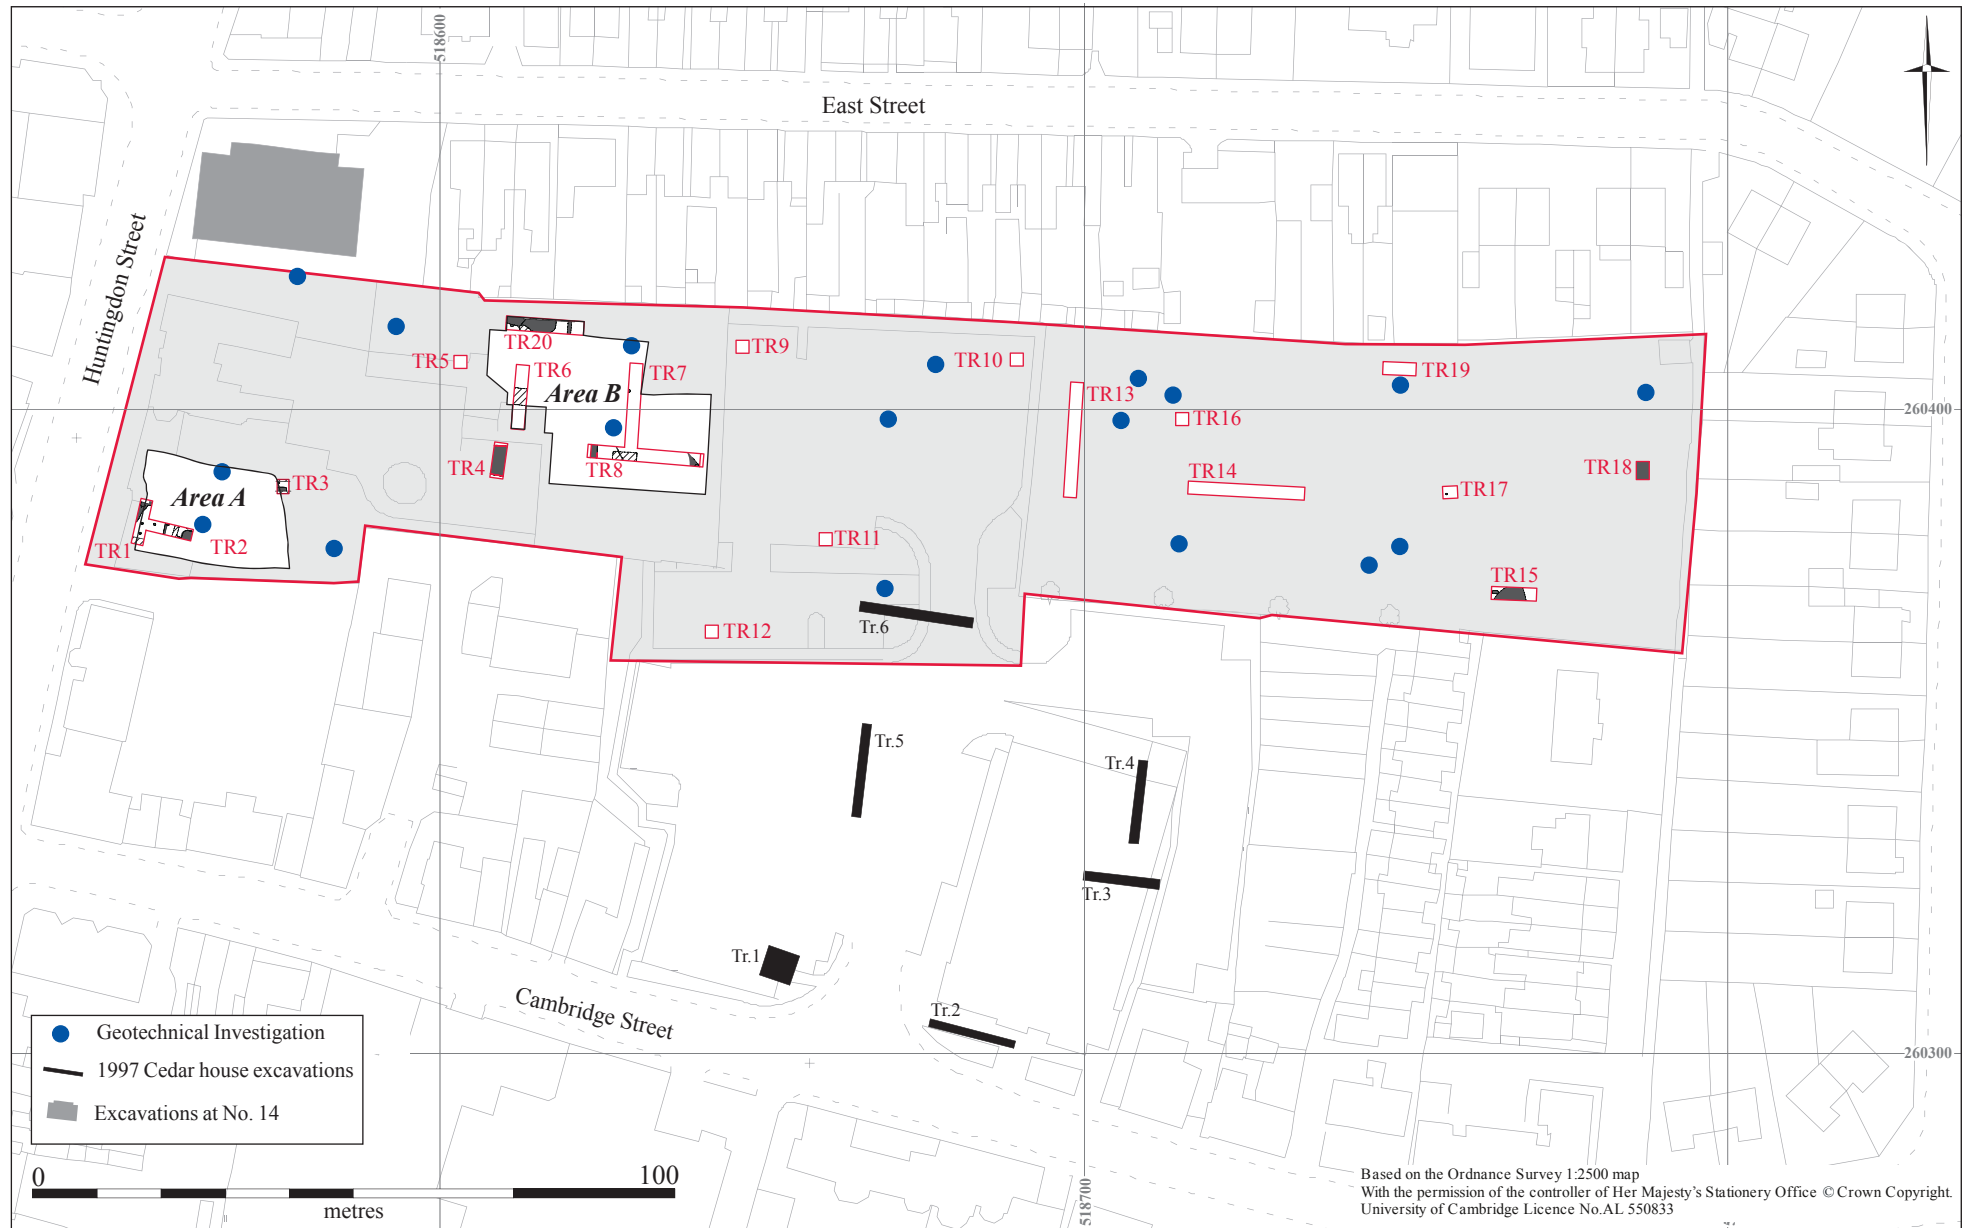 518600
East Street
Huntingdon Street
TR20
TR5
TR6
TR7
Area B
TR9
TR10
TR13
TR19
260400
TR16
TR4
TR8
TR14
TR18
TR3
Area A
TR17
TR1
TR2
TR11
TR15
TR12
Tr.6
Tr.5
Tr.4
Tr.3
Tr.1
Cambridge Street
Tr.2
Geotechnical Investigation
1997 Cedar house excavations
Excavations at No. 14
260300
0 100
metres
518700
Based on the Ordnance Survey 1:2500 map
With the permission of the controller of Her Majesty's Stationery Office © Crown Copyright.
University of Cambridge Licence No.AL 550833